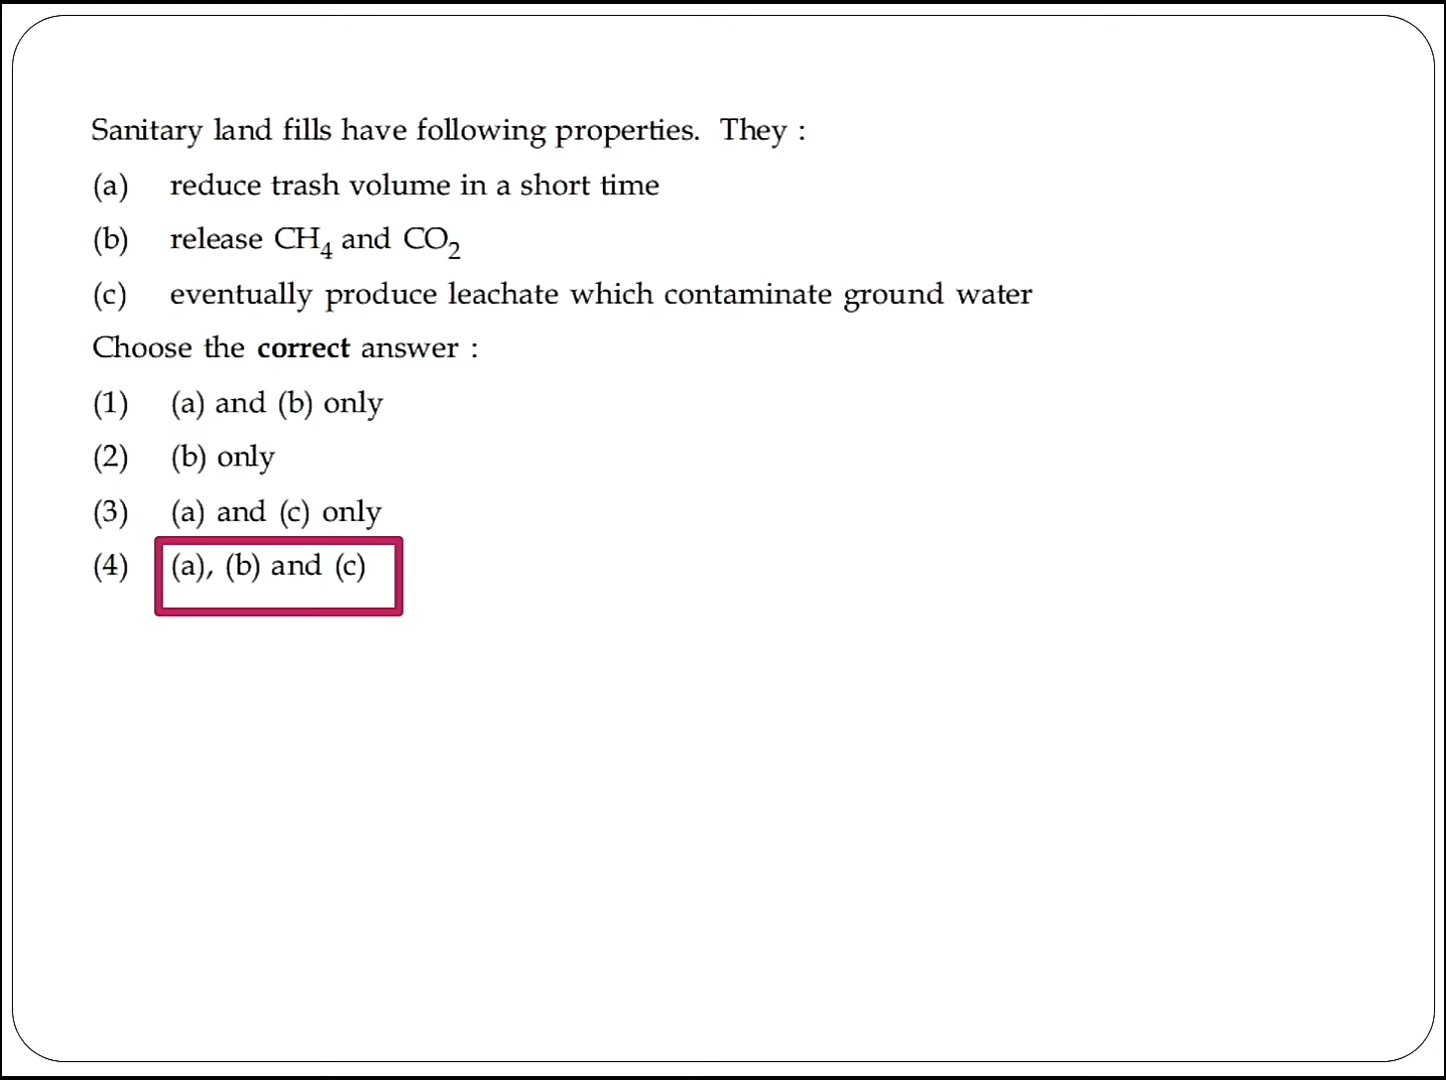 Sanitary land fills have following properties. They :
(a) reduce trash volume in a short time
(b) release CH₄ and CO₂
(c) eventually produce leachate which contaminate ground water
Choose the correct answer :
(1) (a) and (b) only
(2) (b) only
(3) (a) and (c) only
(4) (a), (b) and (c)